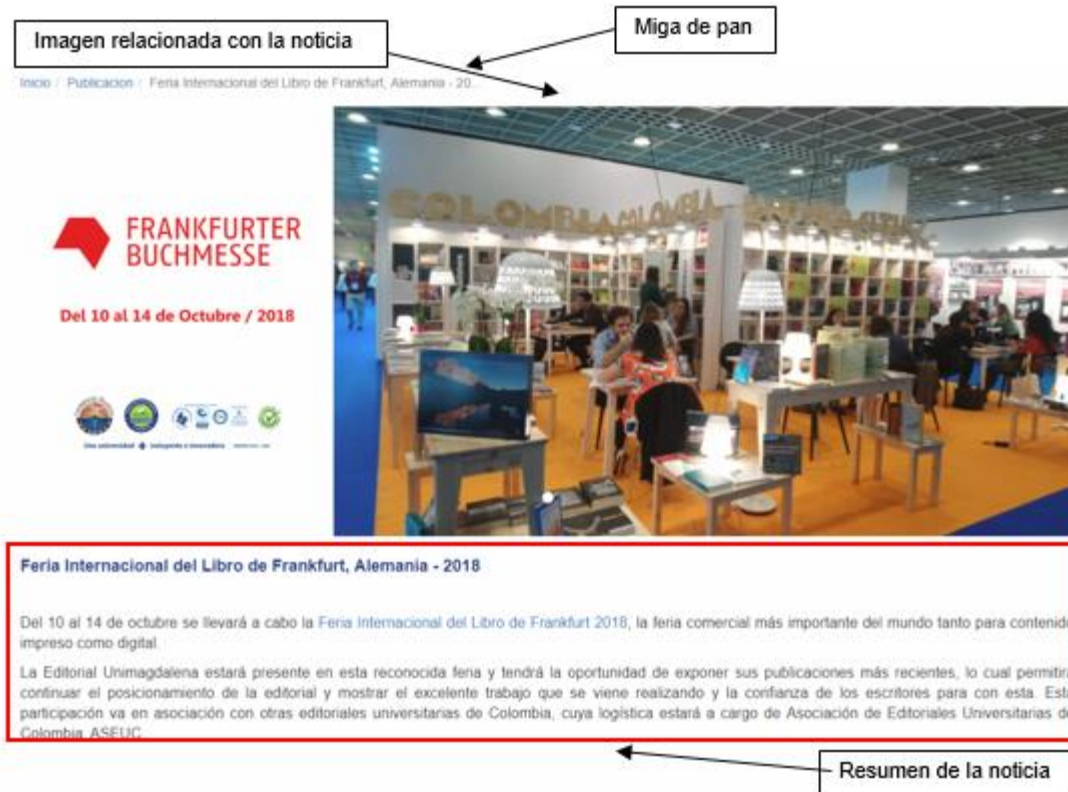 Imagen relacionada con la noticia
Miga de pan
Inicio / Publicacion / Feria Internacional del Libro de Frankfurt, Alemania - 20...
FRANKFURTER
BUCHMESSE
Del 10 al 14 de Octubre / 2018
COLOMBIA COLOMBIA
Feria Internacional del Libro de Frankfurt, Alemania - 2018
Del 10 al 14 de octubre se llevará a cabo la Feria Internacional del Libro de Frankfurt 2018, la feria comercial más importante del mundo tanto para contenido
impreso como digital
La Editorial Unimagdalena estará presente en esta reconocida feria y tendrá la oportunidad de exponer sus publicaciones más recientes, lo cual permitirá
continuar el posicionamiento de la editorial y mostrar el excelente trabajo que se viene realizando y la confianza de los escritores para con esta. Esta
participación va en asociación con otras editoriales universitarias de Colombia, cuya logística estará a cargo de Asociación de Editoriales Universitarias de
Colombia, ASEUC
Resumen de la noticia